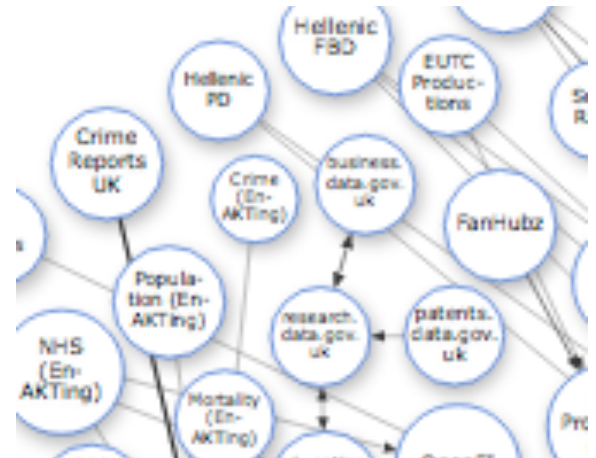 Hellenic
FBD
EUTC
Produc-
tions
Hellenic
PD
Crime
Reports
UK
business.
data.gov.
uk
Crime
(En-
AKTing)
FanHubz
Popula-
tion (En-
AKTing)
research.
data.gov.
uk
patents.
data.gov.
uk
NHS
(En-
AKTing)
Mortality
(En-
AKTing)